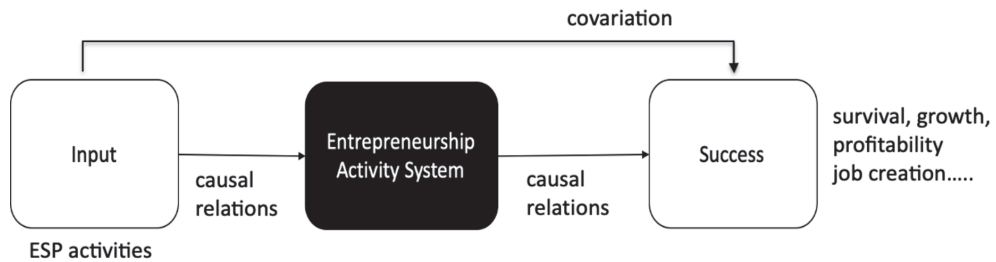 covariation
Input
Entrepreneurship
Activity System
Success
survival, growth,
profitability
job creation.....
causal
relations
causal
relations
ESP activities